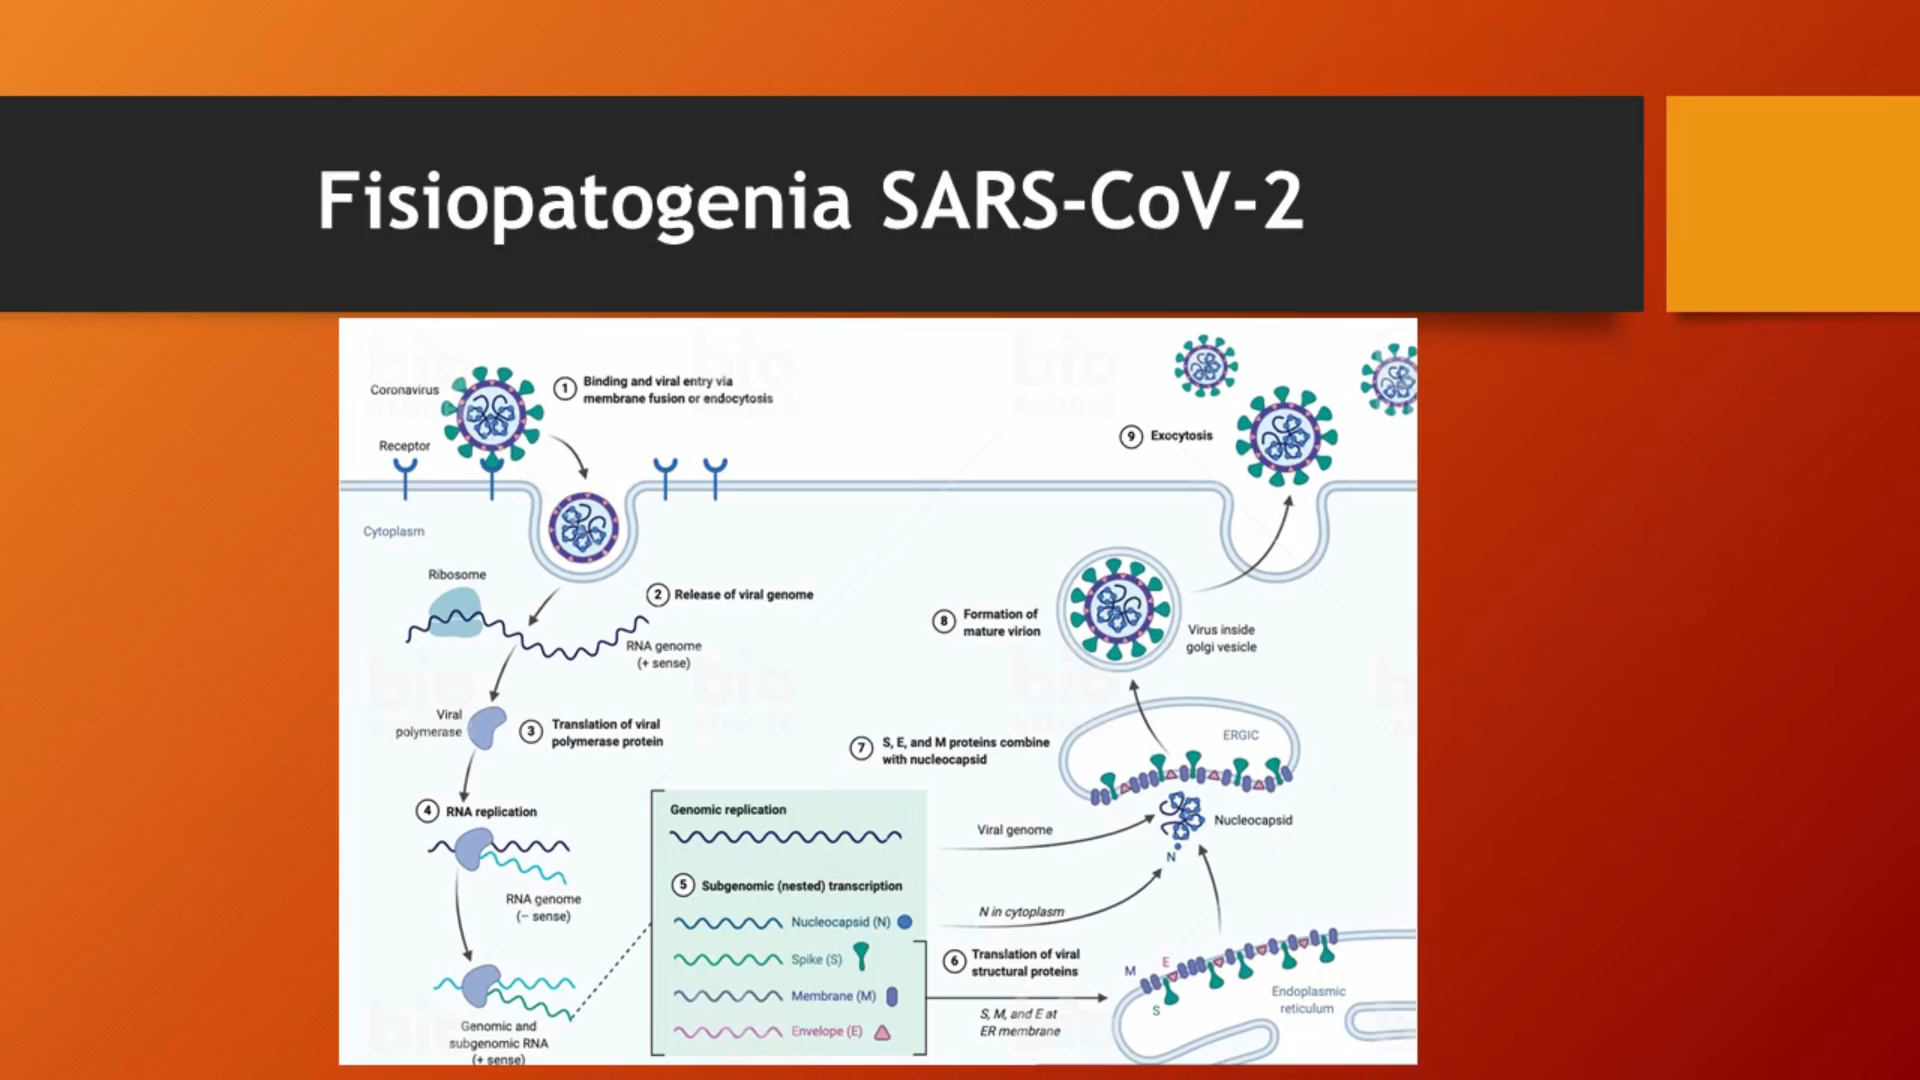 Fisiopatogenia SARS-CoV-2
Coronavirus
Receptor
1 Binding and viral entry via
membrane fusion or endocytosis
Cytoplasm
Ribosome
2 Release of viral genome
RNA genome
(+ sense)
Viral
polymerase
3 Translation of viral
polymerase protein
4 RNA replication
RNA genome
(− sense)
Genomic and
subgenomic RNA
(+ sense)
Genomic replication
5 Subgenomic (nested) transcription
Nucleocapsid (N)
Spike (S)
Membrane (M)
Envelope (E)
Viral genome
N in cytoplasm
6 Translation of viral
structural proteins
S, M, and E at
ER membrane
M
E
S
Endoplasmic
reticulum
N
Nucleocapsid
ERGIC
7 S, E, and M proteins combine
with nucleocapsid
8 Formation of
mature virion
Virus inside
golgi vesicle
9 Exocytosis